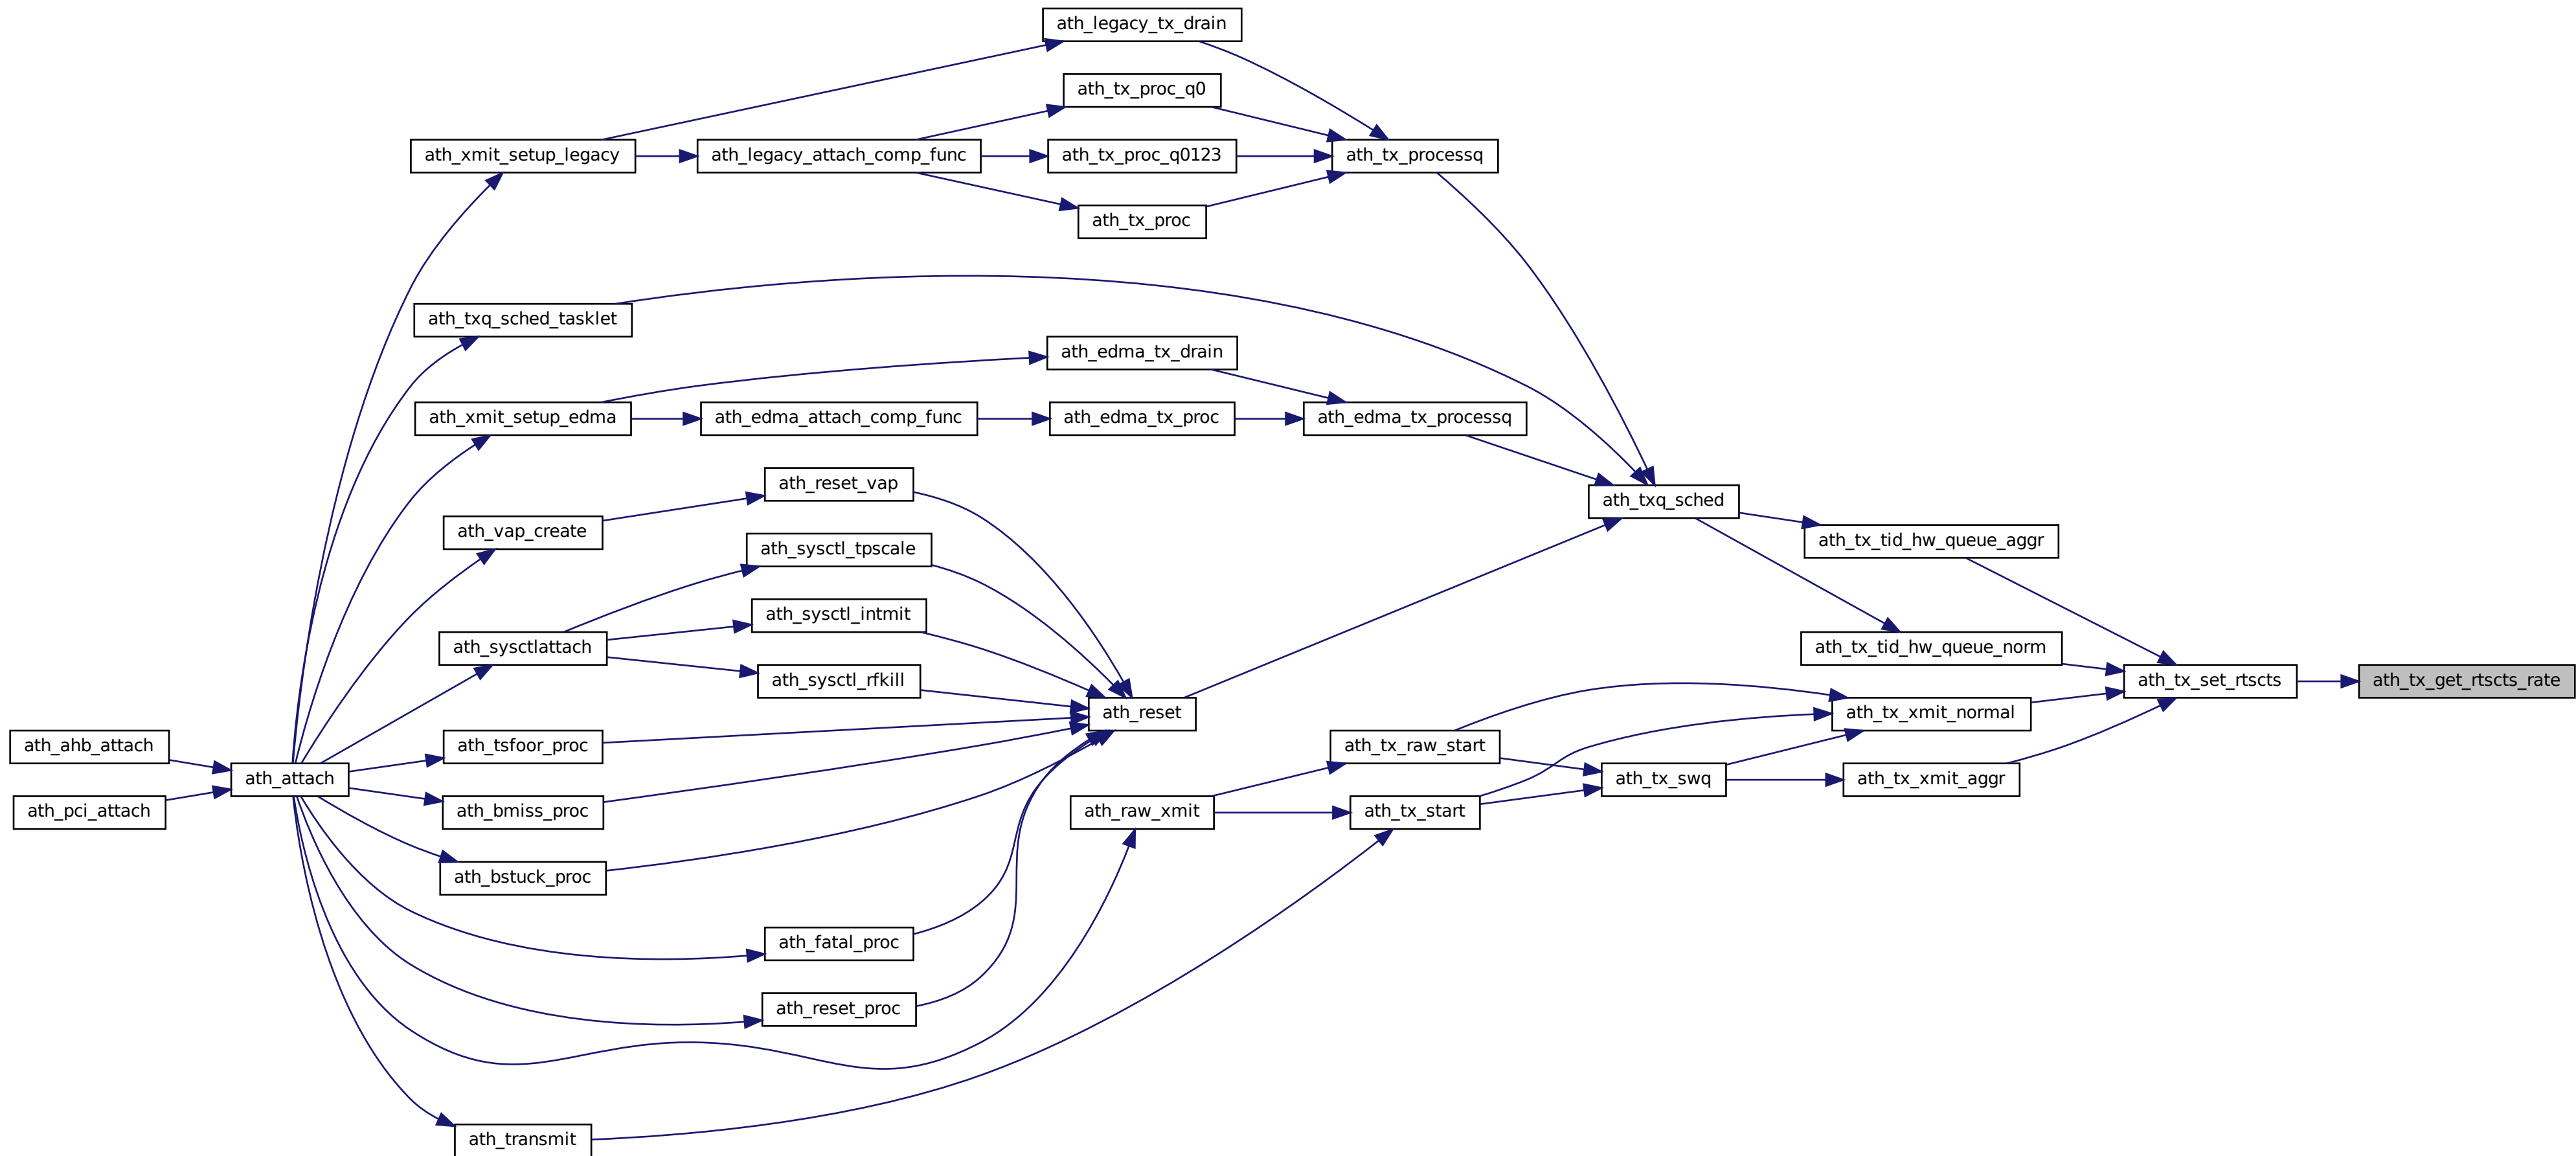 ath_legacy_tx_drain
ath_tx_proc_q0
ath_xmit_setup_legacy
ath_legacy_attach_comp_func
ath_tx_proc_q0123
ath_tx_processq
ath_tx_proc
ath_txq_sched_tasklet
ath_edma_tx_drain
ath_xmit_setup_edma
ath_edma_attach_comp_func
ath_edma_tx_proc
ath_edma_tx_processq
ath_reset_vap
ath_txq_sched
ath_vap_create
ath_tx_tid_hw_queue_aggr
ath_sysctl_tpscale
ath_sysctl_intmit
ath_sysctlattach
ath_tx_tid_hw_queue_norm
ath_sysctl_rfkill
ath_tx_set_rtscts
ath_tx_get_rtscts_rate
ath_reset
ath_tx_xmit_normal
ath_ahb_attach
ath_tsfoor_proc
ath_tx_raw_start
ath_attach
ath_tx_swq
ath_tx_xmit_aggr
ath_pci_attach
ath_bmiss_proc
ath_raw_xmit
ath_tx_start
ath_bstuck_proc
ath_fatal_proc
ath_reset_proc
ath_transmit